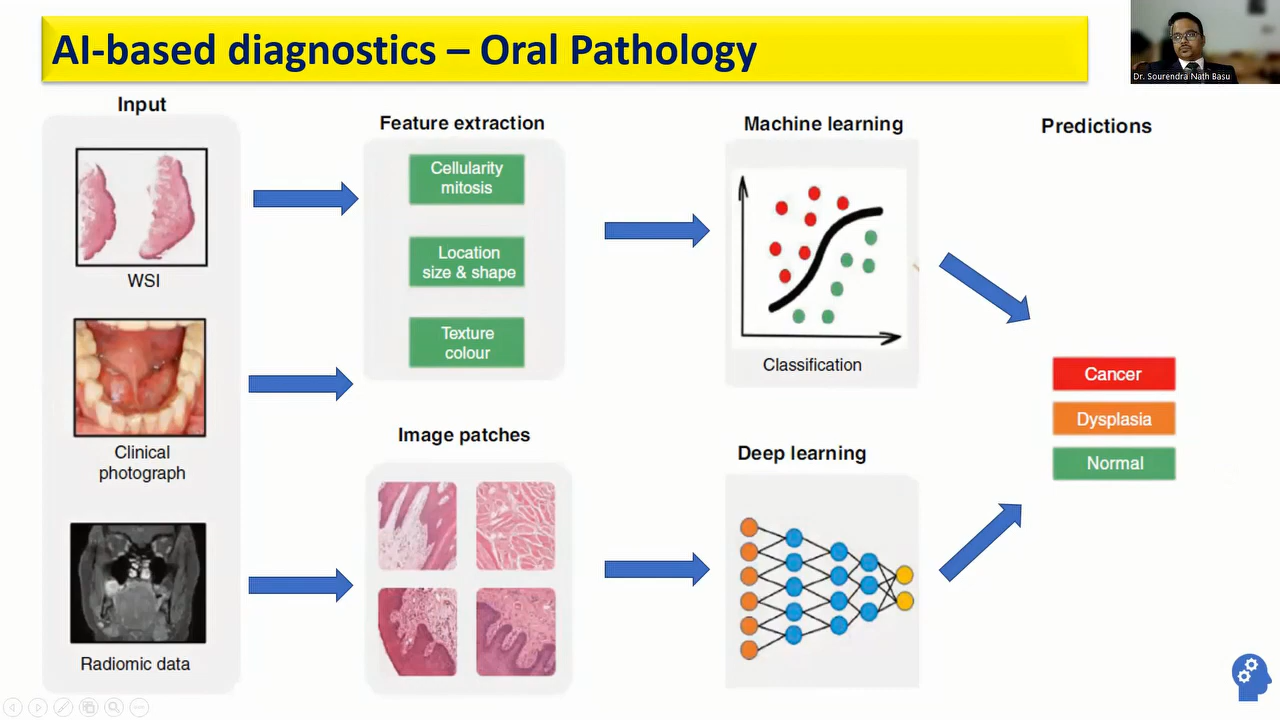 AI-based diagnostics – Oral Pathology
Dr. Sourendra Nath Basu
Input
WSI
Clinical
photograph
Radiomic data
Feature extraction
Cellularity
mitosis
Location
size & shape
Texture
colour
Image patches
Machine learning
Classification
Deep learning
Predictions
Cancer
Dysplasia
Normal